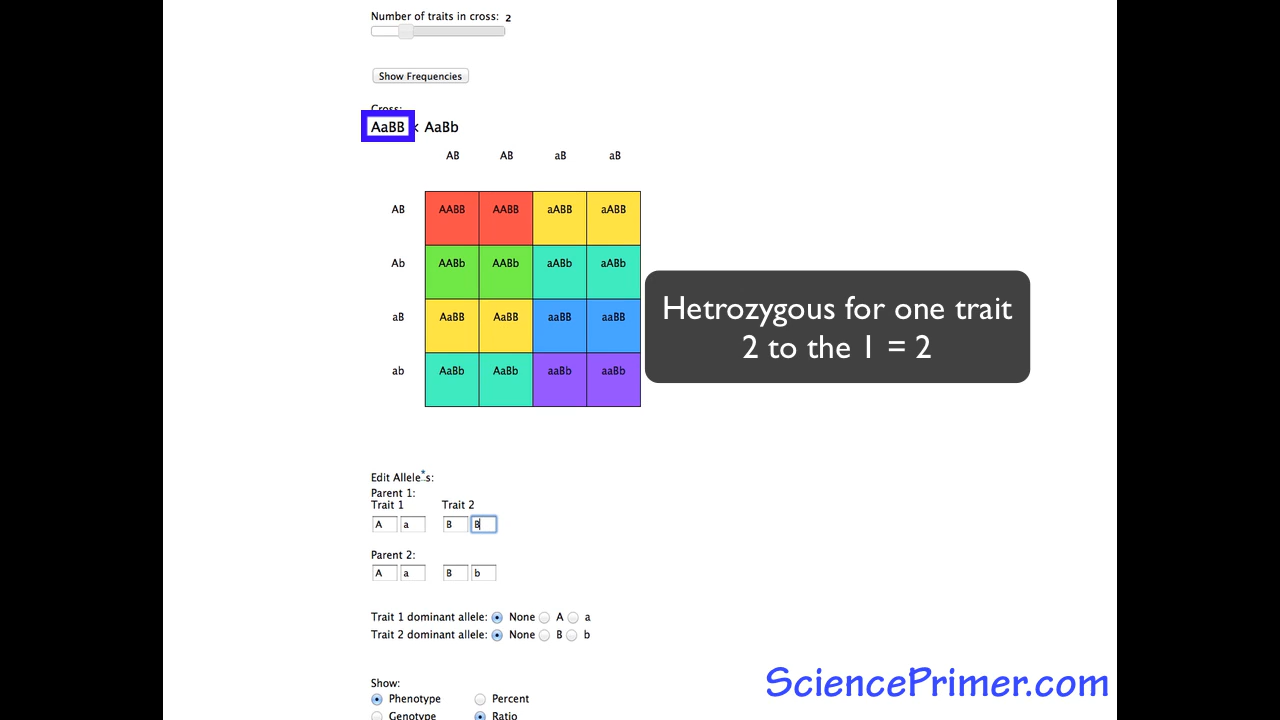 Number of traits in cross: 2
Show Frequencies
Cross:
AaBB x AaBb
AB AB aB aB
AB AABB AABB aABB aABB
Ab AABb AABb aABb aABb
aB AaBB AaBB aaBB aaBB
ab AaBb AaBb aaBb aaBb
Hetrozygous for one trait
2 to the 1 = 2
Edit Alleles:
Parent 1:
Trait 1 Trait 2
A a B B
Parent 2:
A a B b
Trait 1 dominant allele: None A a
Trait 2 dominant allele: None B b
SciencePrimer.com
Show:
Phenotype Percent
Genotype Ratio